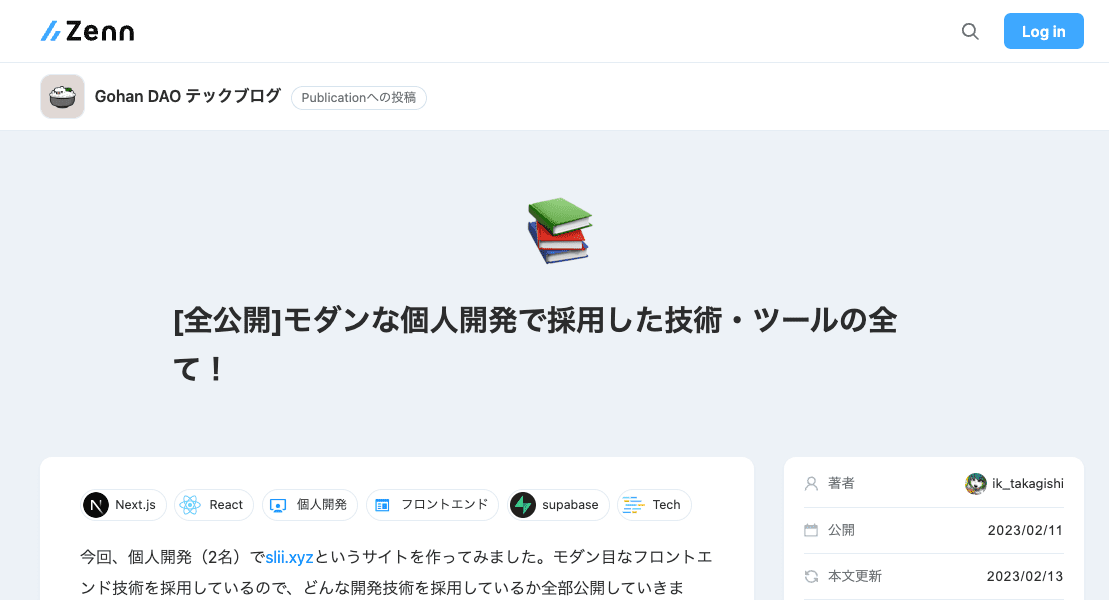 Zenn
Log in
Gohan DAO テックブログ
Publicationへの投稿
[全公開]モダンな個人開発で採用した技術・ツールの全
て！
Next.js
React
個人開発
フロントエンド
supabase
Tech
今回、個人開発（2名）でslii.xyzというサイトを作ってみました。モダン目なフロントエ
ンド技術を採用しているので、どんな開発技術を採用しているか全部公開していきま
著者
ik_takagishi
公開
2023/02/11
本文更新
2023/02/13